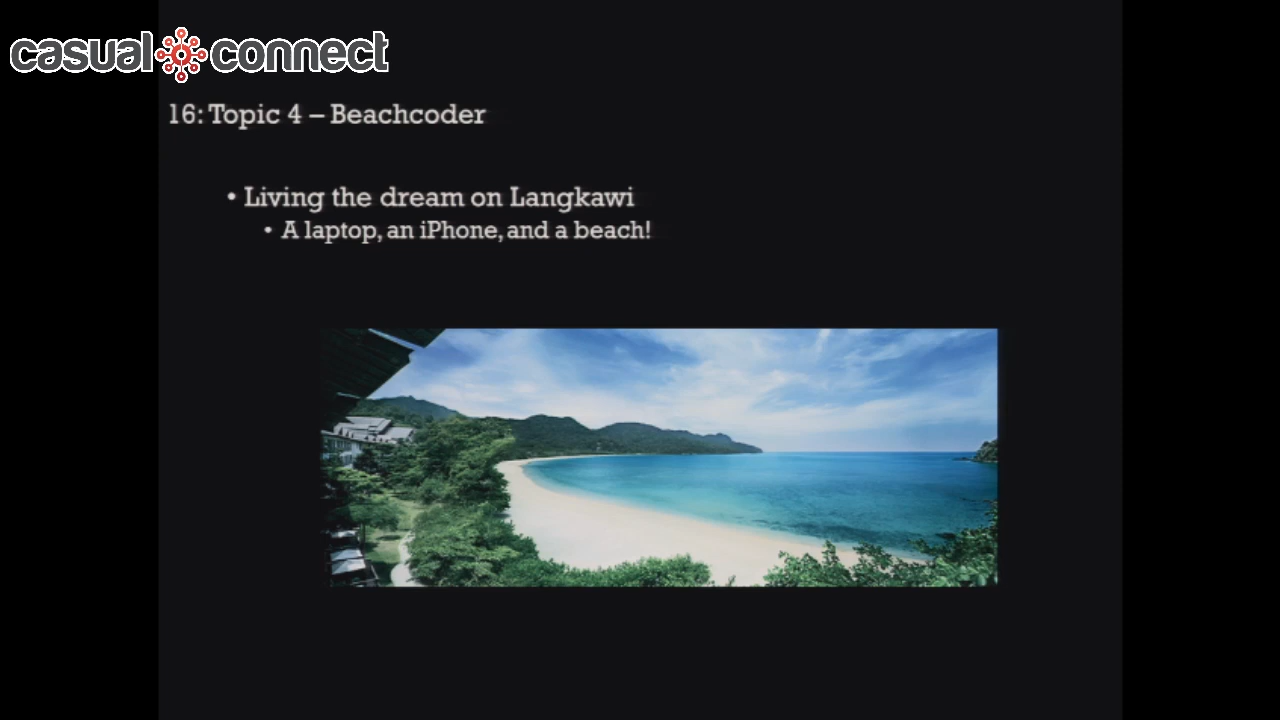 casual connect
16: Topic 4 – Beachcoder
• Living the dream on Langkawi
• A laptop, an iPhone, and a beach!